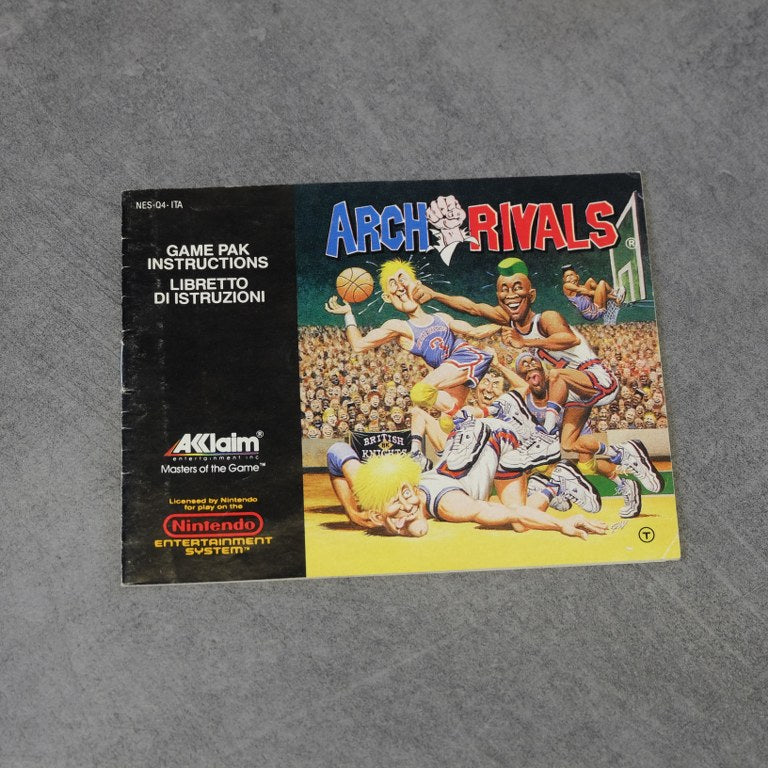 NES-Q4-ITA
GAME PAK
INSTRUCTIONS
LIBRETTO
DI ISTRUZIONI
AKlaim®
entertainment inc
Masters of the Game™
Licensed by Nintendo
for play on the
Nintendo
ENTERTAINMENT
SYSTEM™
ARCH RIVALS®
BRITISH
BK
KNIGHTS
T